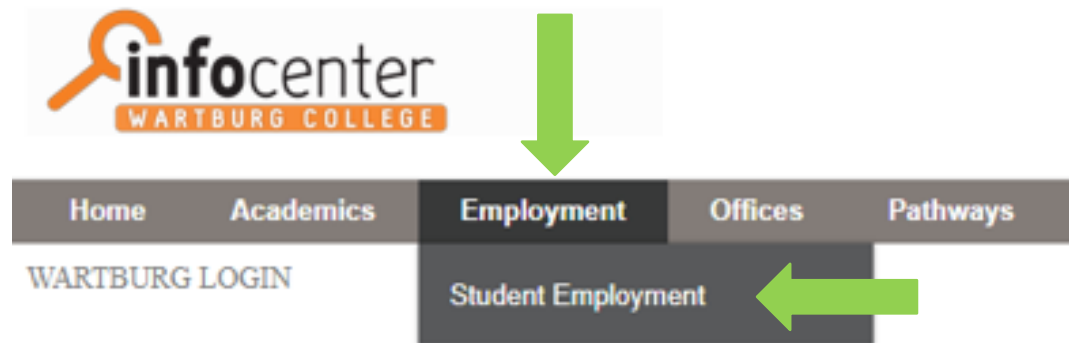 infocenter
WARTBURG COLLEGE
Home Academics Employment Offices Pathways
WARTBURG LOGIN
Student Employment